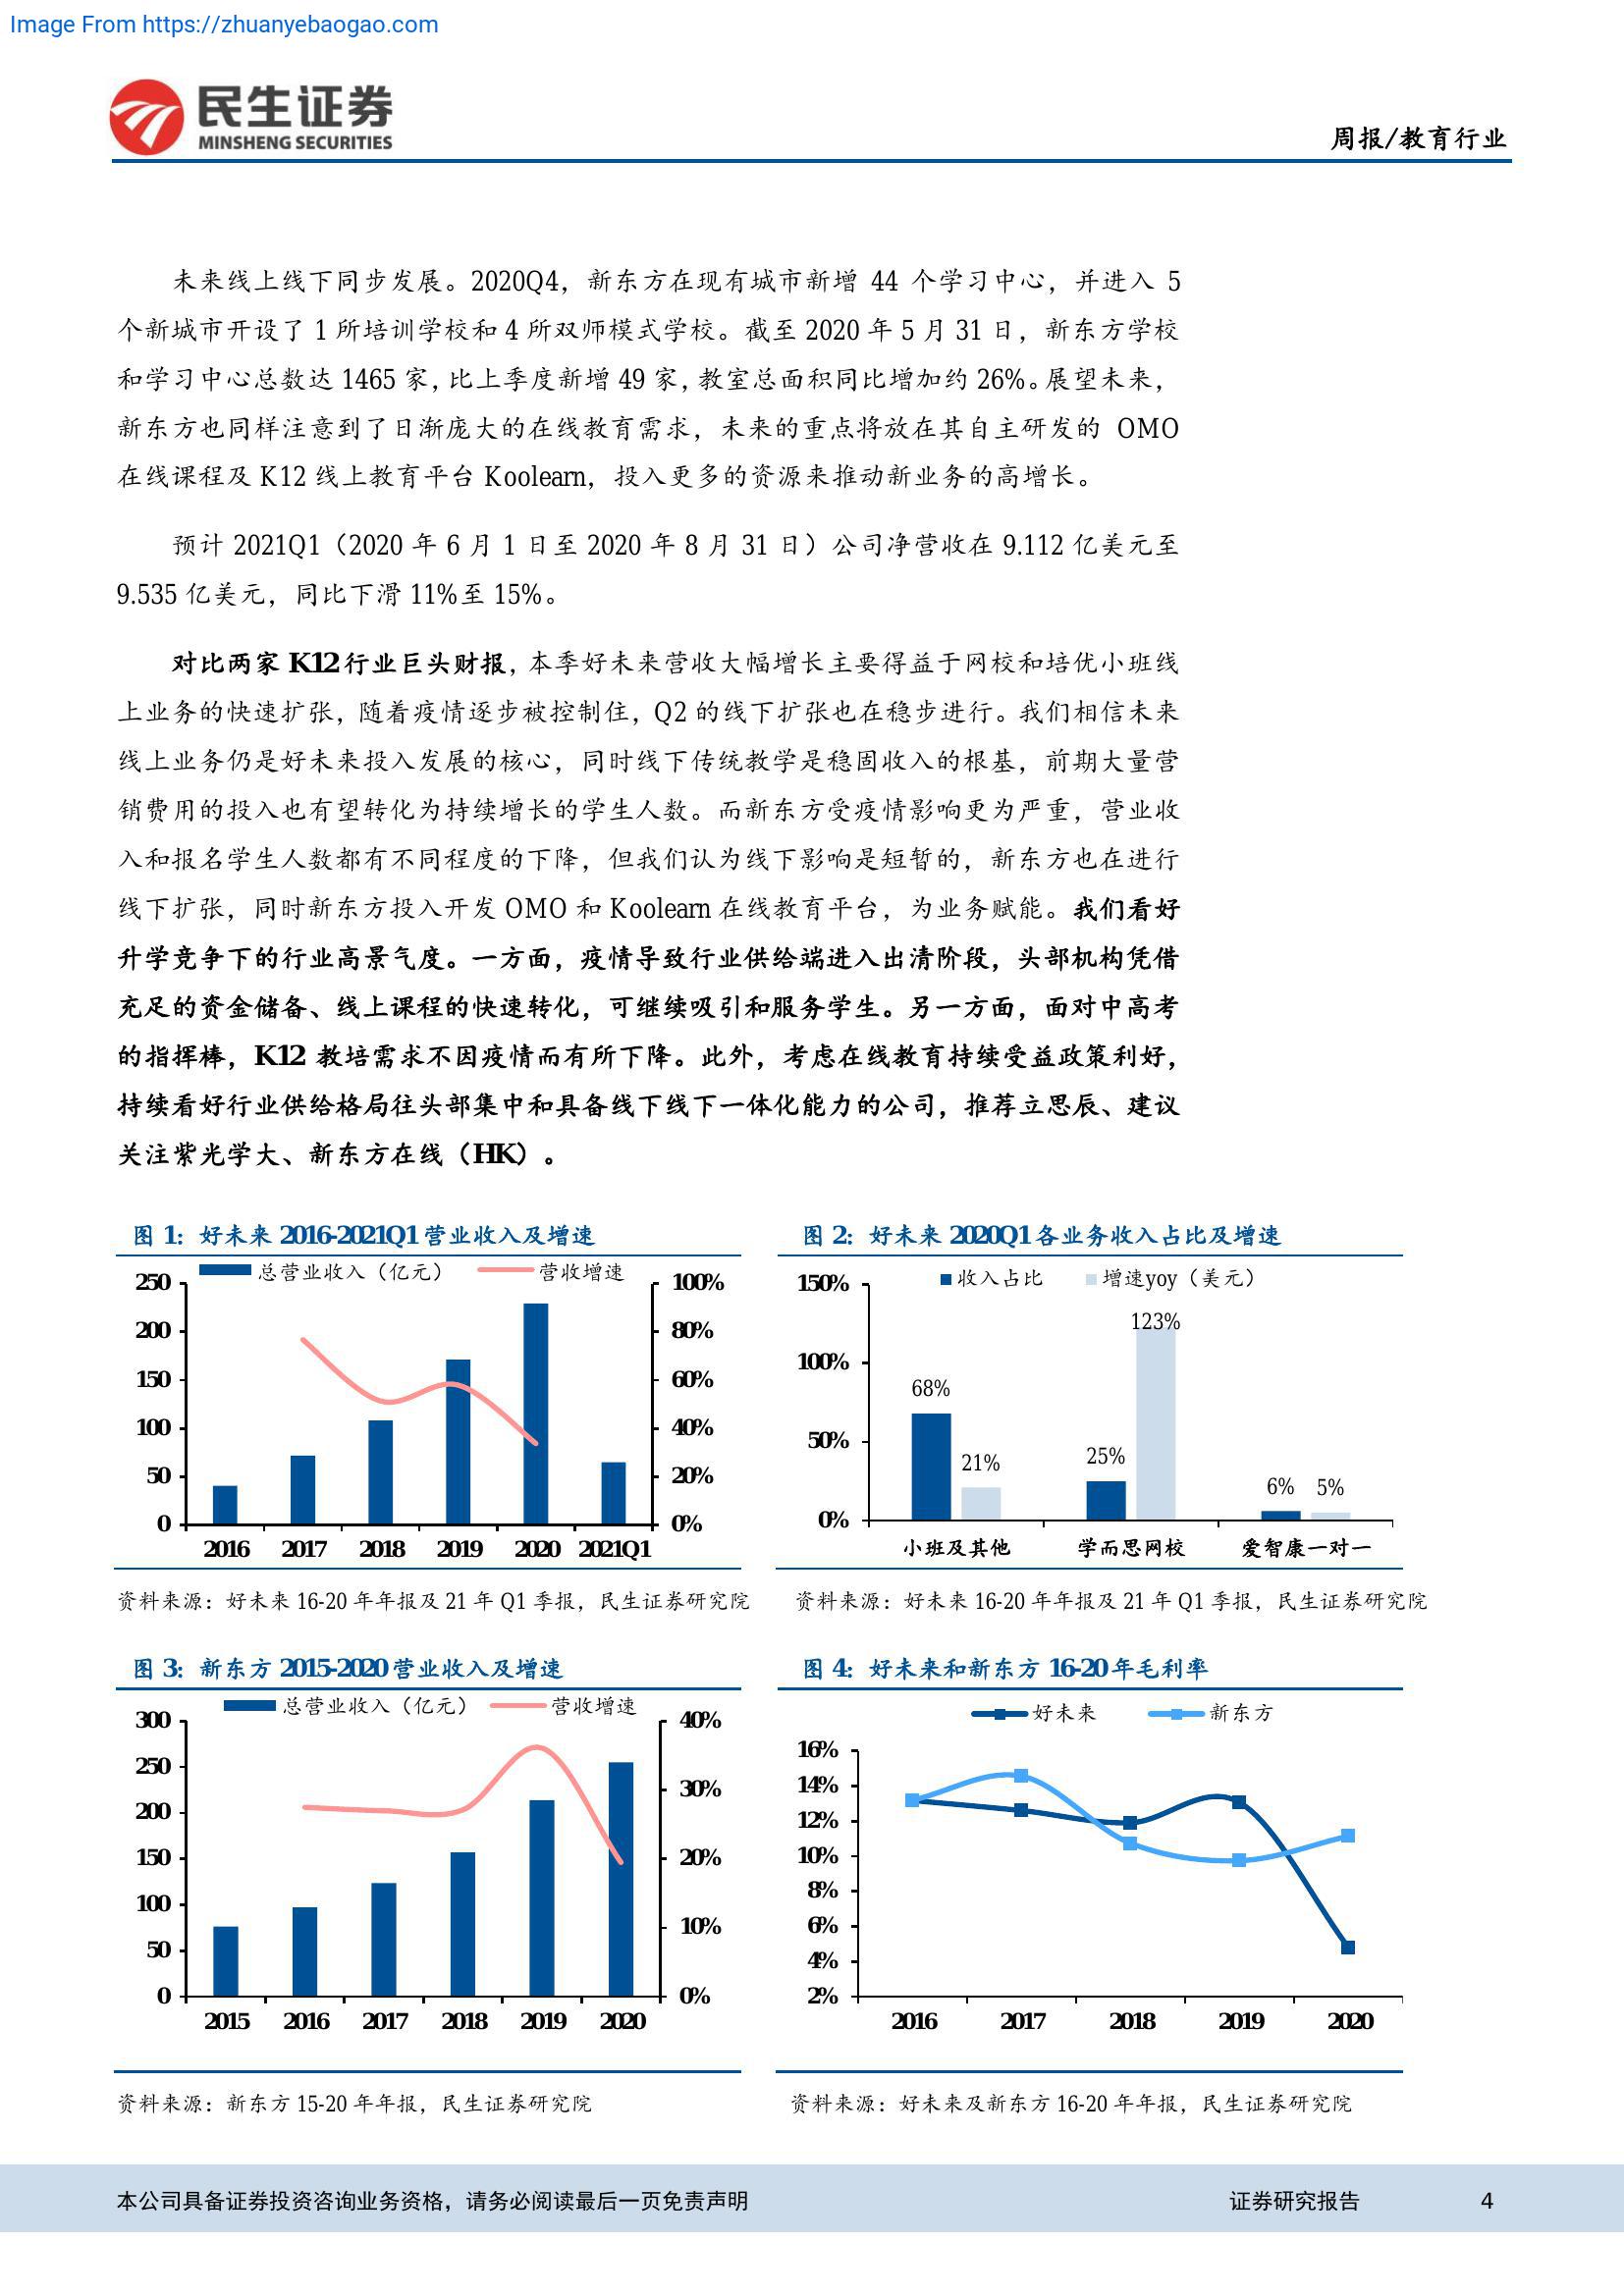 Image From https://zhuanyebaogao.com
民生证券
MINSHENG SECURITIES
周报/教育行业
未来线上线下同步发展。2020Q4，新东方在现有城市新增 44 个学习中心，并进入 5
个新城市开设了 1 所培训学校和 4 所双师模式学校。截至 2020 年 5 月 31 日，新东方学校
和学习中心总数达 1465 家，比上季度新增 49 家，教室总面积同比增加约 26%。展望未来，
新东方也同样注意到了日渐庞大的在线教育需求，未来的重点将放在其自主研发的 OMO
在线课程及 K12 线上教育平台 Koolearn，投入更多的资源来推动新业务的高增长。
预计 2021Q1（2020 年 6 月 1 日至 2020 年 8 月 31 日）公司净营收在 9.112 亿美元至
9.535 亿美元，同比下滑 11%至 15%。
对比两家 K12 行业巨头财报，本季好未来营收大幅增长主要得益于网校和培优小班线
上业务的快速扩张，随着疫情逐步被控制住，Q2 的线下扩张也在稳步进行。我们相信未来
线上业务仍是好未来投入发展的核心，同时线下传统教学是稳固收入的根基，前期大量营
销费用的投入也有望转化为持续增长的学生人数。而新东方受疫情影响更为严重，营业收
入和报名学生人数都有不同程度的下降，但我们认为线下影响是短暂的，新东方也在进行
线下扩张，同时新东方投入开发 OMO 和 Koolearn 在线教育平台，为业务赋能。我们看好
升学竞争下的行业高景气度。一方面，疫情导致行业供给端进入出清阶段，头部机构凭借
充足的资金储备、线上课程的快速转化，可继续吸引和服务学生。另一方面，面对中高考
的指挥棒，K12 教培需求不因疫情而有所下降。此外，考虑在线教育持续受益政策利好，
持续看好行业供给格局往头部集中和具备线下线下一体化能力的公司，推荐立思辰、建议
关注紫光学大、新东方在线（HK）。
图 1：好未来 2016-2021Q1 营业收入及增速
总营业收入（亿元） 营收增速
250 100%
200 80%
150 60%
100 40%
50 20%
0 0%
2016 2017 2018 2019 2020 2021Q1
资料来源：好未来 16-20 年年报及 21 年 Q1 季报，民生证券研究院
图 2：好未来 2020Q1 各业务收入占比及增速
收入占比 增速yoy（美元）
150%
123%
100%
68%
50%
21% 25% 6% 5%
0%
小班及其他 学而思网校 爱智康一对一
资料来源：好未来 16-20 年年报及 21 年 Q1 季报，民生证券研究院
图 3：新东方 2015-2020 营业收入及增速
总营业收入（亿元） 营收增速
300 40%
250
200 30%
150 20%
100 10%
50
0 0%
2015 2016 2017 2018 2019 2020
资料来源：新东方 15-20 年年报，民生证券研究院
图 4：好未来和新东方 16-20 年毛利率
好未来 新东方
16%
14%
12%
10%
8%
6%
4%
2%
2016 2017 2018 2019 2020
资料来源：好未来及新东方 16-20 年年报，民生证券研究院
本公司具备证券投资咨询业务资格，请务必阅读最后一页免责声明 证券研究报告 4